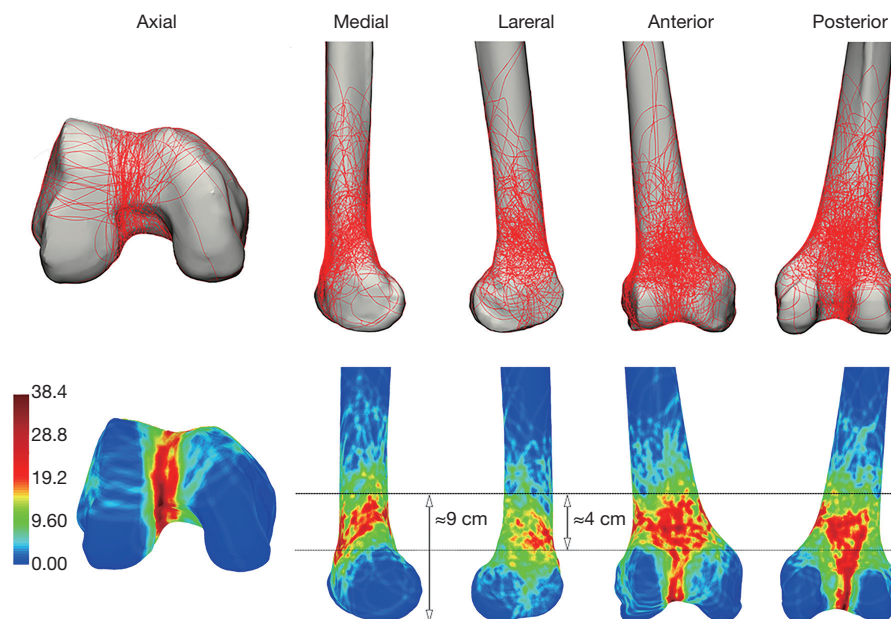 Axial Medial Lareral Anterior Posterior
38.4
28.8
19.2
9.60
0.00
≈9 cm ≈4 cm